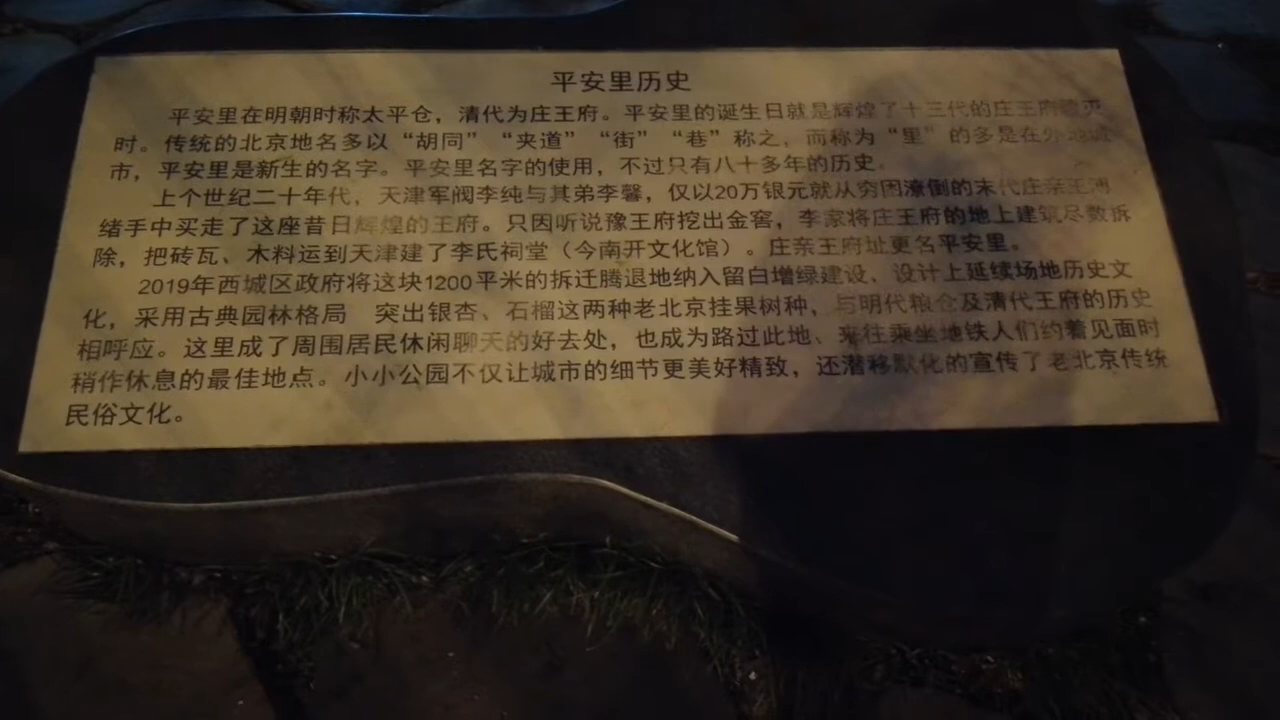 平安里历史
平安里在明朝时称太平仓，清代为庄王府。平安里的诞生日就是辉煌了十三代的庄王府毁灭
时。传统的北京地名多以“胡同”“夹道”“街”“巷”称之，而称为“里”的多是在外地城
市，平安里是新生的名字。平安里名字的使用，不过只有八十多年的历史.
上个世纪二十年代，天津军阀李纯与其弟李馨，仅以20万银元就从穷困潦倒的末代庄亲王溥
绪手中买走了这座昔日辉煌的王府。只因听说豫王府挖出金窖，李家将庄王府的地上建筑尽数拆
除，把砖瓦、木料运到天津建了李氏祠堂（今南开文化馆）。庄亲王府址更名平安里。
2019年西城区政府将这块1200平米的拆迁腾退地纳入留白增绿建设、设计上延续场地历史文
化，采用古典园林格局 突出银杏、石榴这两种老北京挂果树种，与明代粮仓及清代王府的历史
相呼应。这里成了周围居民休闲聊天的好去处，也成为路过此地、来往乘坐地铁人们约着见面时
稍作休息的最佳地点。小小公园不仅让城市的细节更美好精致，还潜移默化的宣传了老北京传统
民俗文化。